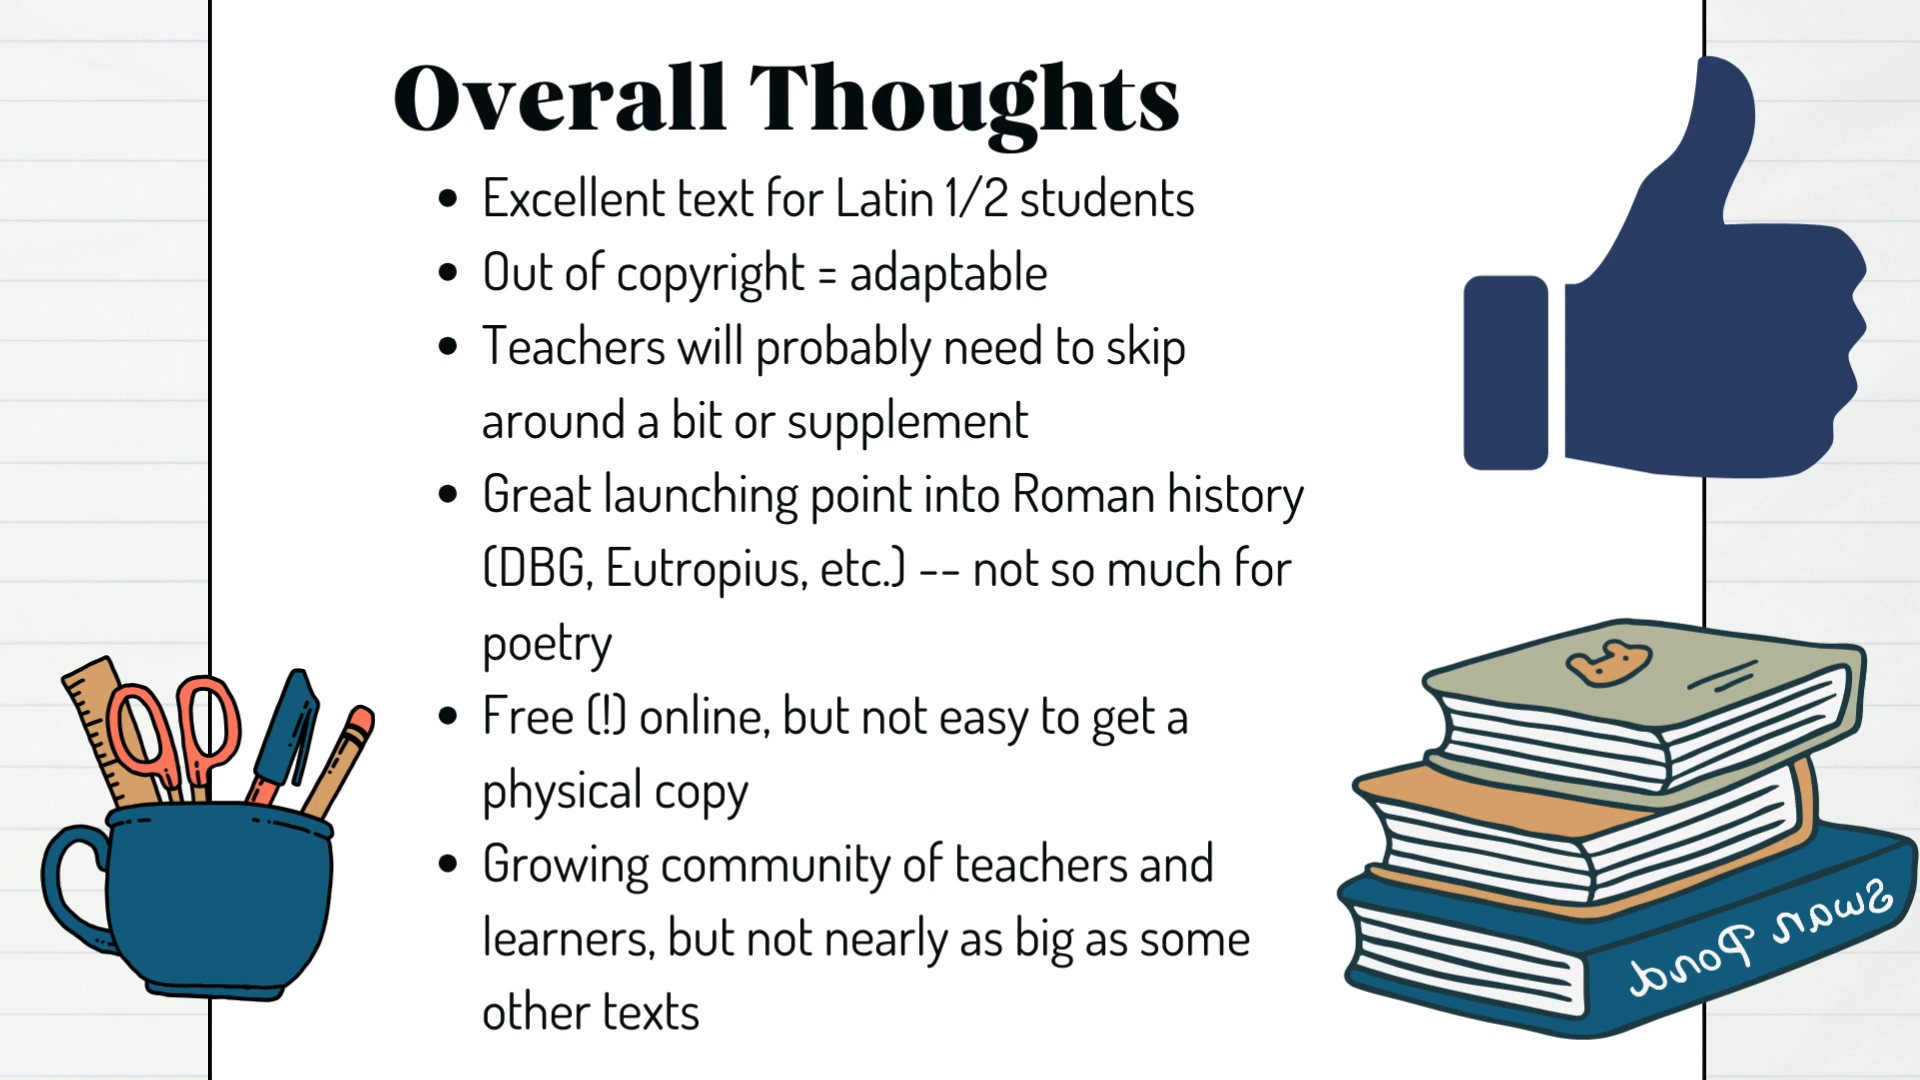 Overall Thoughts
• Excellent text for Latin 1/2 students
• Out of copyright = adaptable
• Teachers will probably need to skip
around a bit or supplement
• Great launching point into Roman history
(DBG, Eutropius, etc.) -- not so much for
poetry
• Free (!) online, but not easy to get a
physical copy
• Growing community of teachers and
learners, but not nearly as big as some
other texts
Swan Pond